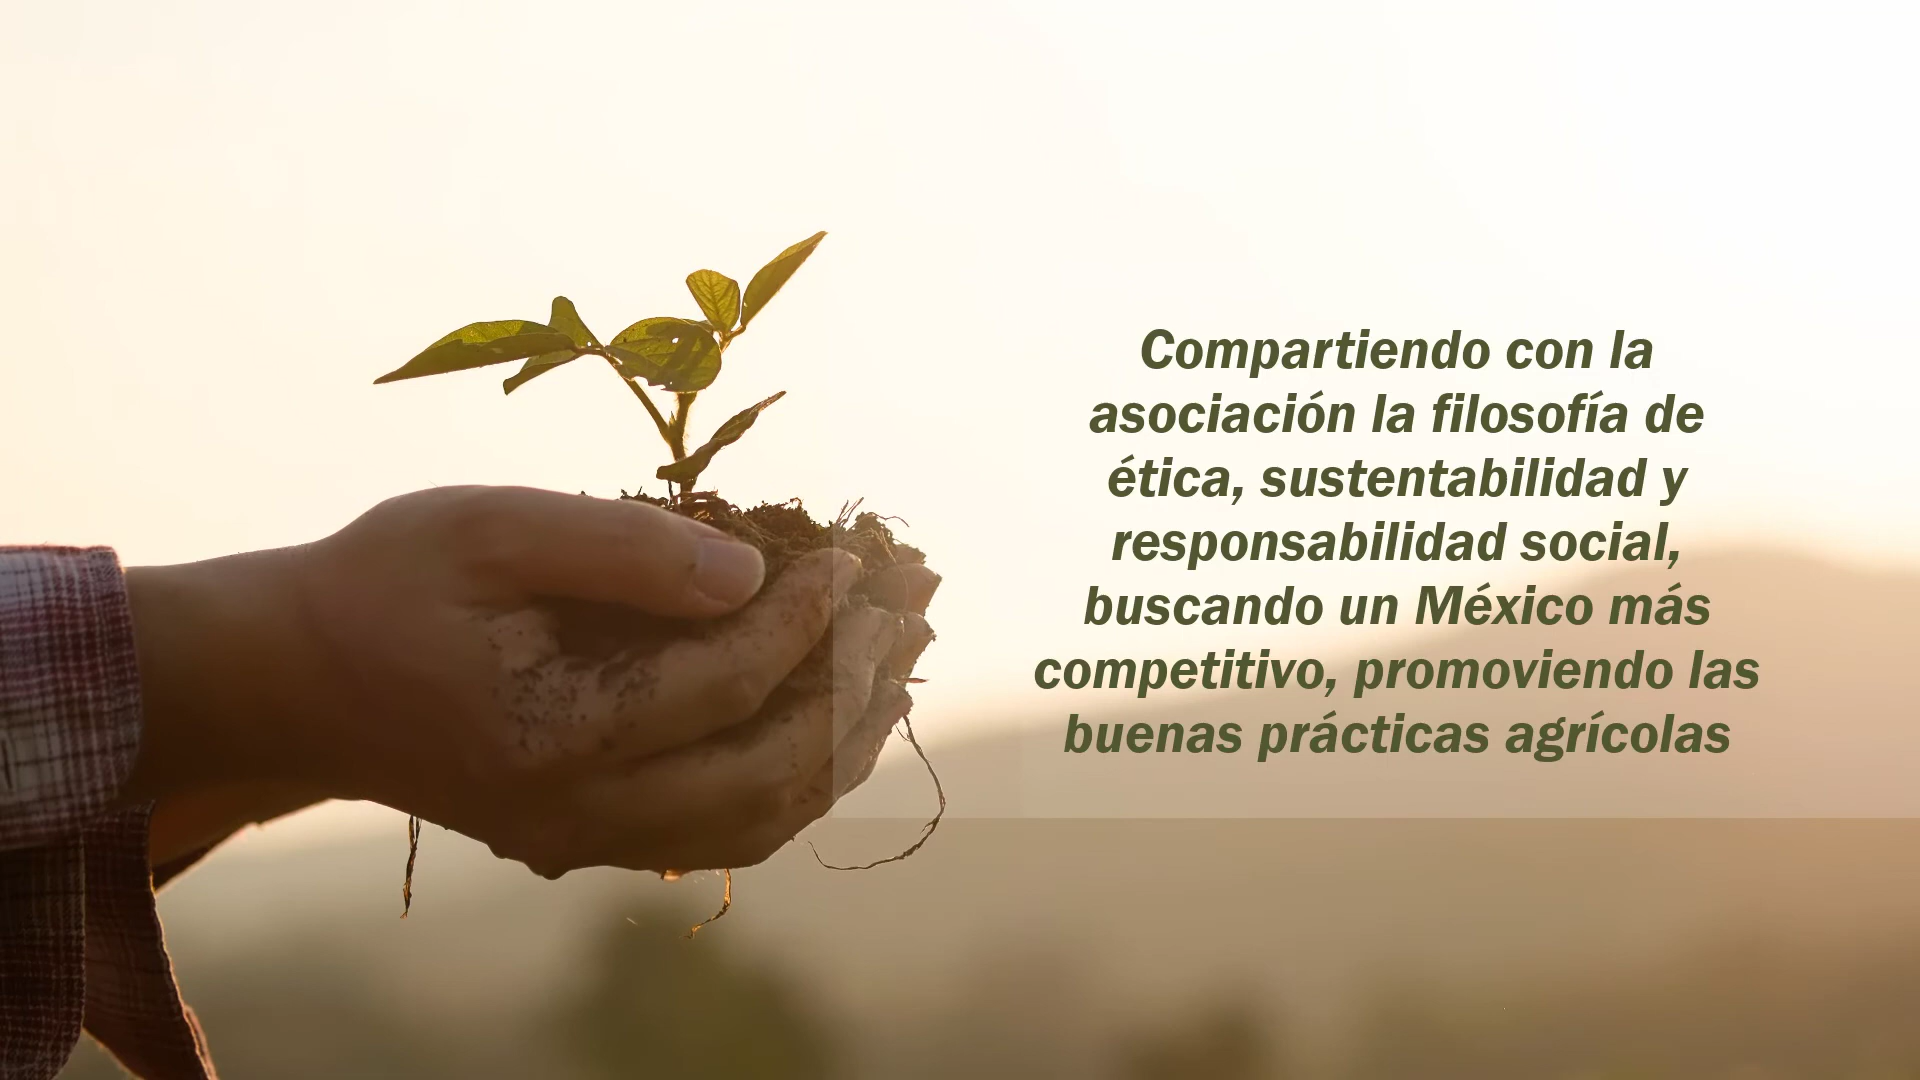 Compartiendo con la
asociación la filosofía de
ética, sustentabilidad y
responsabilidad social,
buscando un México más
competitivo, promoviendo las
buenas prácticas agrícolas